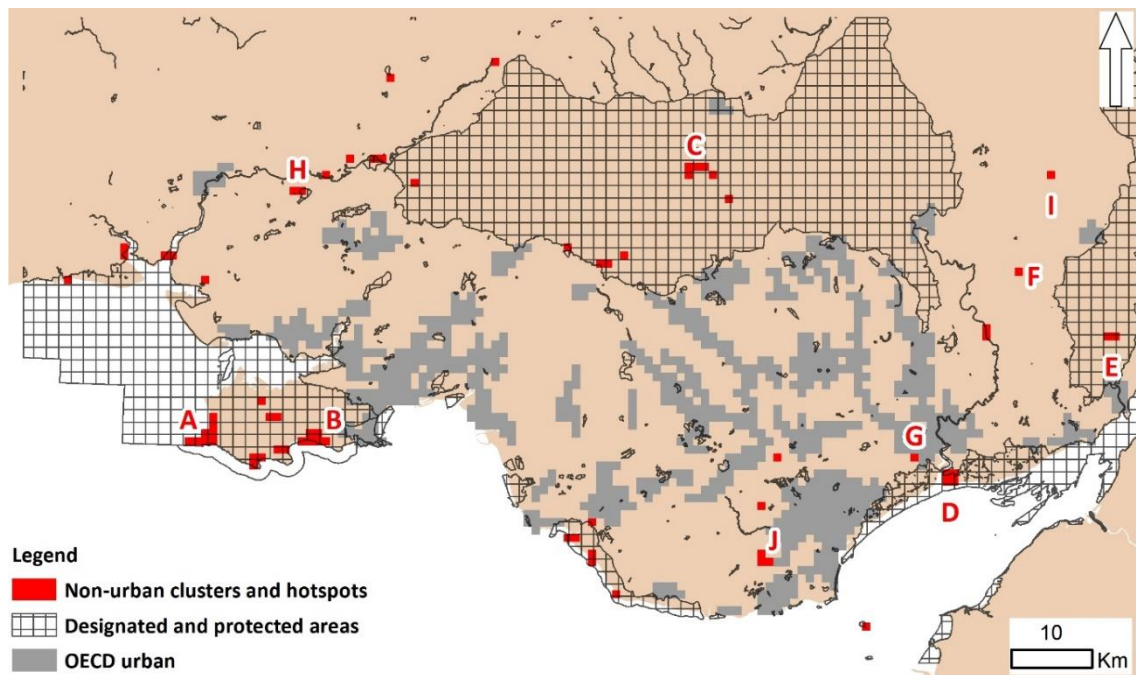 C
H
I
F
E
A
B
G
D
J
Legend
Non-urban clusters and hotspots
Designated and protected areas
OECD urban
10
Km